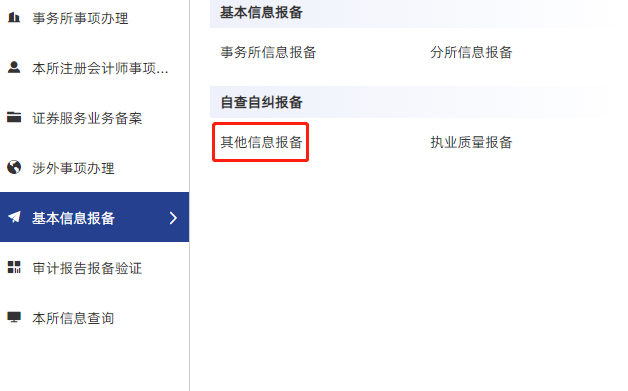 事务所事项办理
本所注册会计师事项...
证券服务业务备案
涉外事项办理
基本信息报备
审计报告报备验证
本所信息查询
基本信息报备
事务所信息报备
分所信息报备
自查自纠报备
其他信息报备
执业质量报备